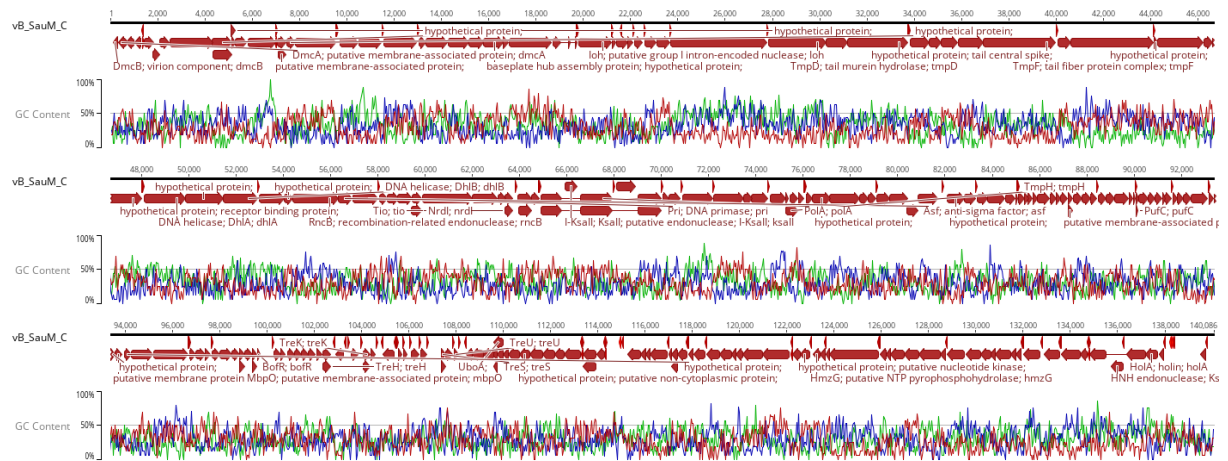 1 2,000 4,000 6,000 8,000 10,000 12,000 14,000 16,000 18,000 20,000 22,000 24,000 26,000 28,000 30,000 32,000 34,000 36,000 38,000 40,000 42,000 44,000 46,000
vB_SauM_C
hypothetical protein; hypothetical protein; hypothetical protein;
DmcA; putative membrane-associated protein; dmcA loh; putative group I intron-encoded nuclease; loh hypothetical protein; tail central spike; hypothetical protein;
DmcB; virion component; dmcB putative membrane-associated protein; baseplate hub assembly protein; hypothetical protein; TmpD; tail murein hydrolase; tmpD TmpF; tail fiber protein complex; tmpF
100%
GC Content 50%
0%
48,000 50,000 52,000 54,000 56,000 58,000 60,000 62,000 64,000 66,000 68,000 70,000 72,000 74,000 76,000 78,000 80,000 82,000 84,000 86,000 88,000 90,000 92,000
vB_SauM_C
hypothetical protein; hypothetical protein; DNA helicase; DhlB; dhlB TmpH; tmpH
hypothetical protein; receptor binding protein; Tio; tio NrdI; nrdI Pri; DNA primase; pri PolA; polA Asf; anti-sigma factor; asf PufC; pufC
DNA helicase; DhlA; dhlA RncB; recombination-related endonuclease; rncB I-KsaII; KsaII; putative endonuclease; I-KsaII; ksaII hypothetical protein; hypothetical protein; putative membrane-associated p
100%
GC Content 50%
0%
94,000 96,000 98,000 100,000 102,000 104,000 106,000 108,000 110,000 112,000 114,000 116,000 118,000 120,000 122,000 124,000 126,000 128,000 130,000 132,000 134,000 136,000 138,000 140,086
vB_SauM_C
TreK; treK TreU; treU
hypothetical protein; BofR; bofR TreH; treH UboA; TreS; treS hypothetical protein; hypothetical protein; putative nucleotide kinase; HolA; holin; holA
putative membrane protein MbpO; putative membrane-associated protein; mbpO hypothetical protein; putative non-cytoplasmic protein; HmzG; putative NTP pyrophosphohydrolase; hmzG HNH endonuclease; Ks
100%
GC Content 50%
0%